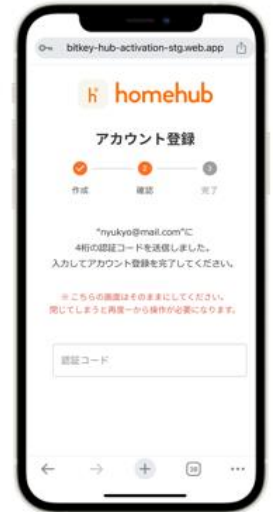 bitkey-hub-activation-stg.web.app
homehub
アカウント登録
2 3
作成 確認 完了
"nyukyo@mail.com"に
4桁の認証コードを送信しました。
入力してアカウント登録を完了してください。
※こちらの画面はそのままにしてください。
閉じてしまうと再度一から操作が必要になります。
認証コード